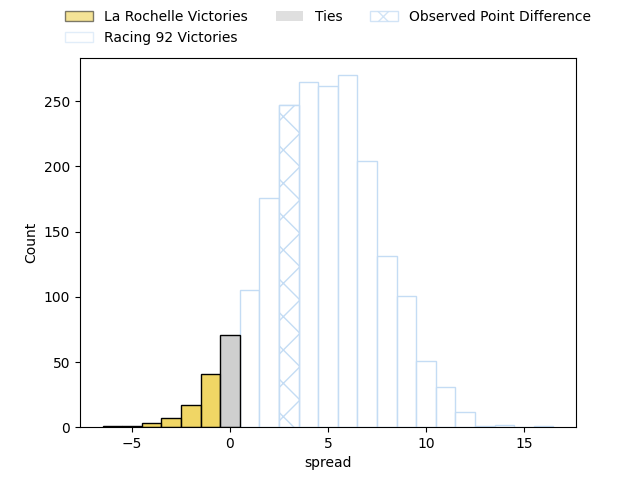 La Rochelle Victories
Ties
Observed Point Difference
Racing 92 Victories
250
200
150
100
50
0
Count
−5
0
5
10
15
spread